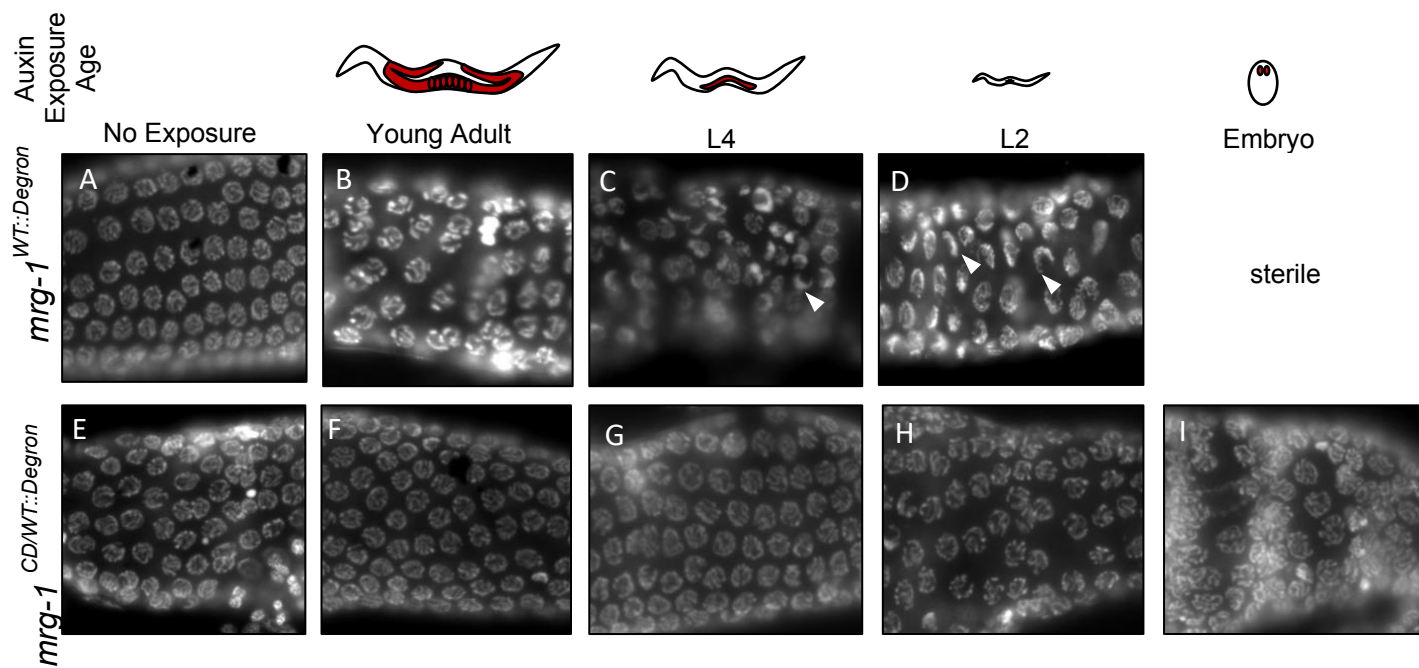 Auxin
Exposure
Age
No Exposure
Young Adult
L4
L2
Embryo
mrg-1WT::Degron
A
B
C
D
sterile
mrg-1CD/WT::Degron
E
F
G
H
I